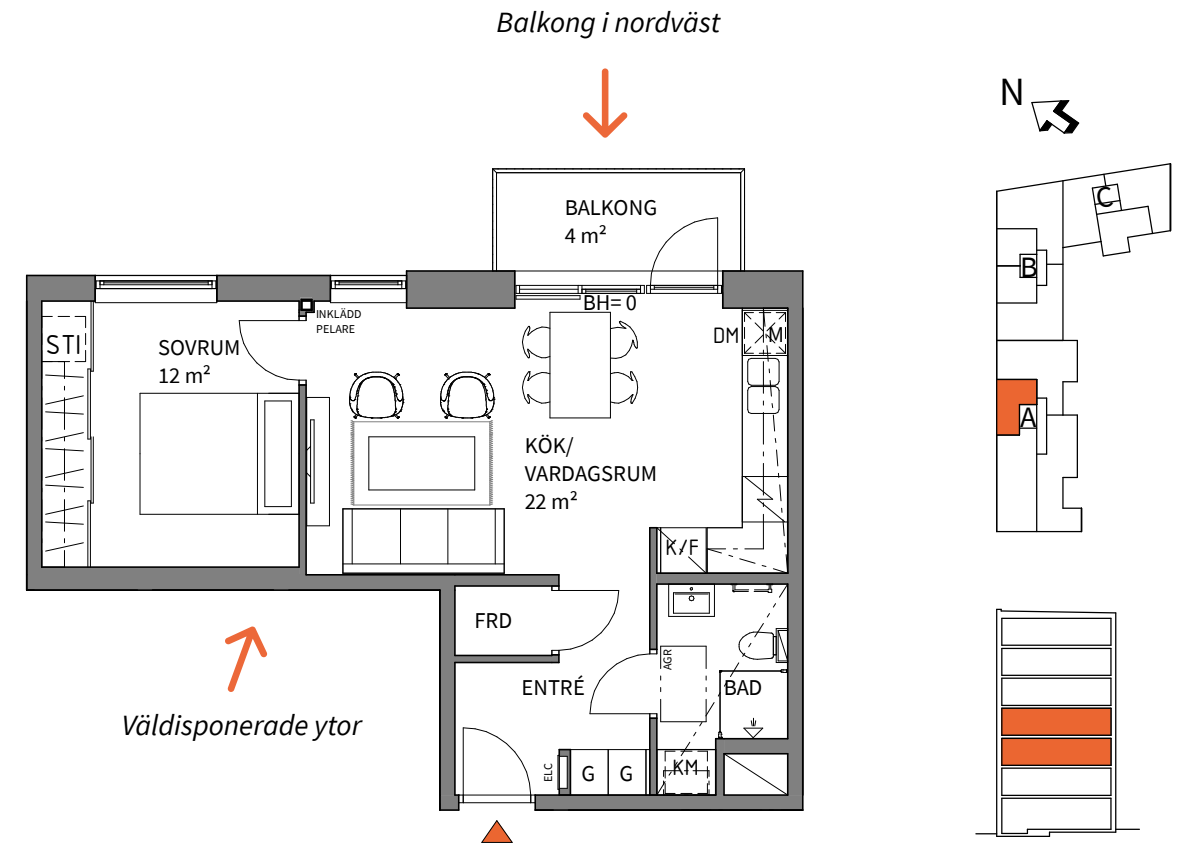 Balkong i nordväst
N
BALKONG
4 m²
C
B
BH= 0
INKLÄDD
PELARE
STI
SOVRUM
12 m²
DM
M
A
KÖK/
VARDAGSRUM
22 m²
K/F
FRD
AGR
ENTRÉ
BAD
Väldisponerade ytor
ELC
G
G
KM